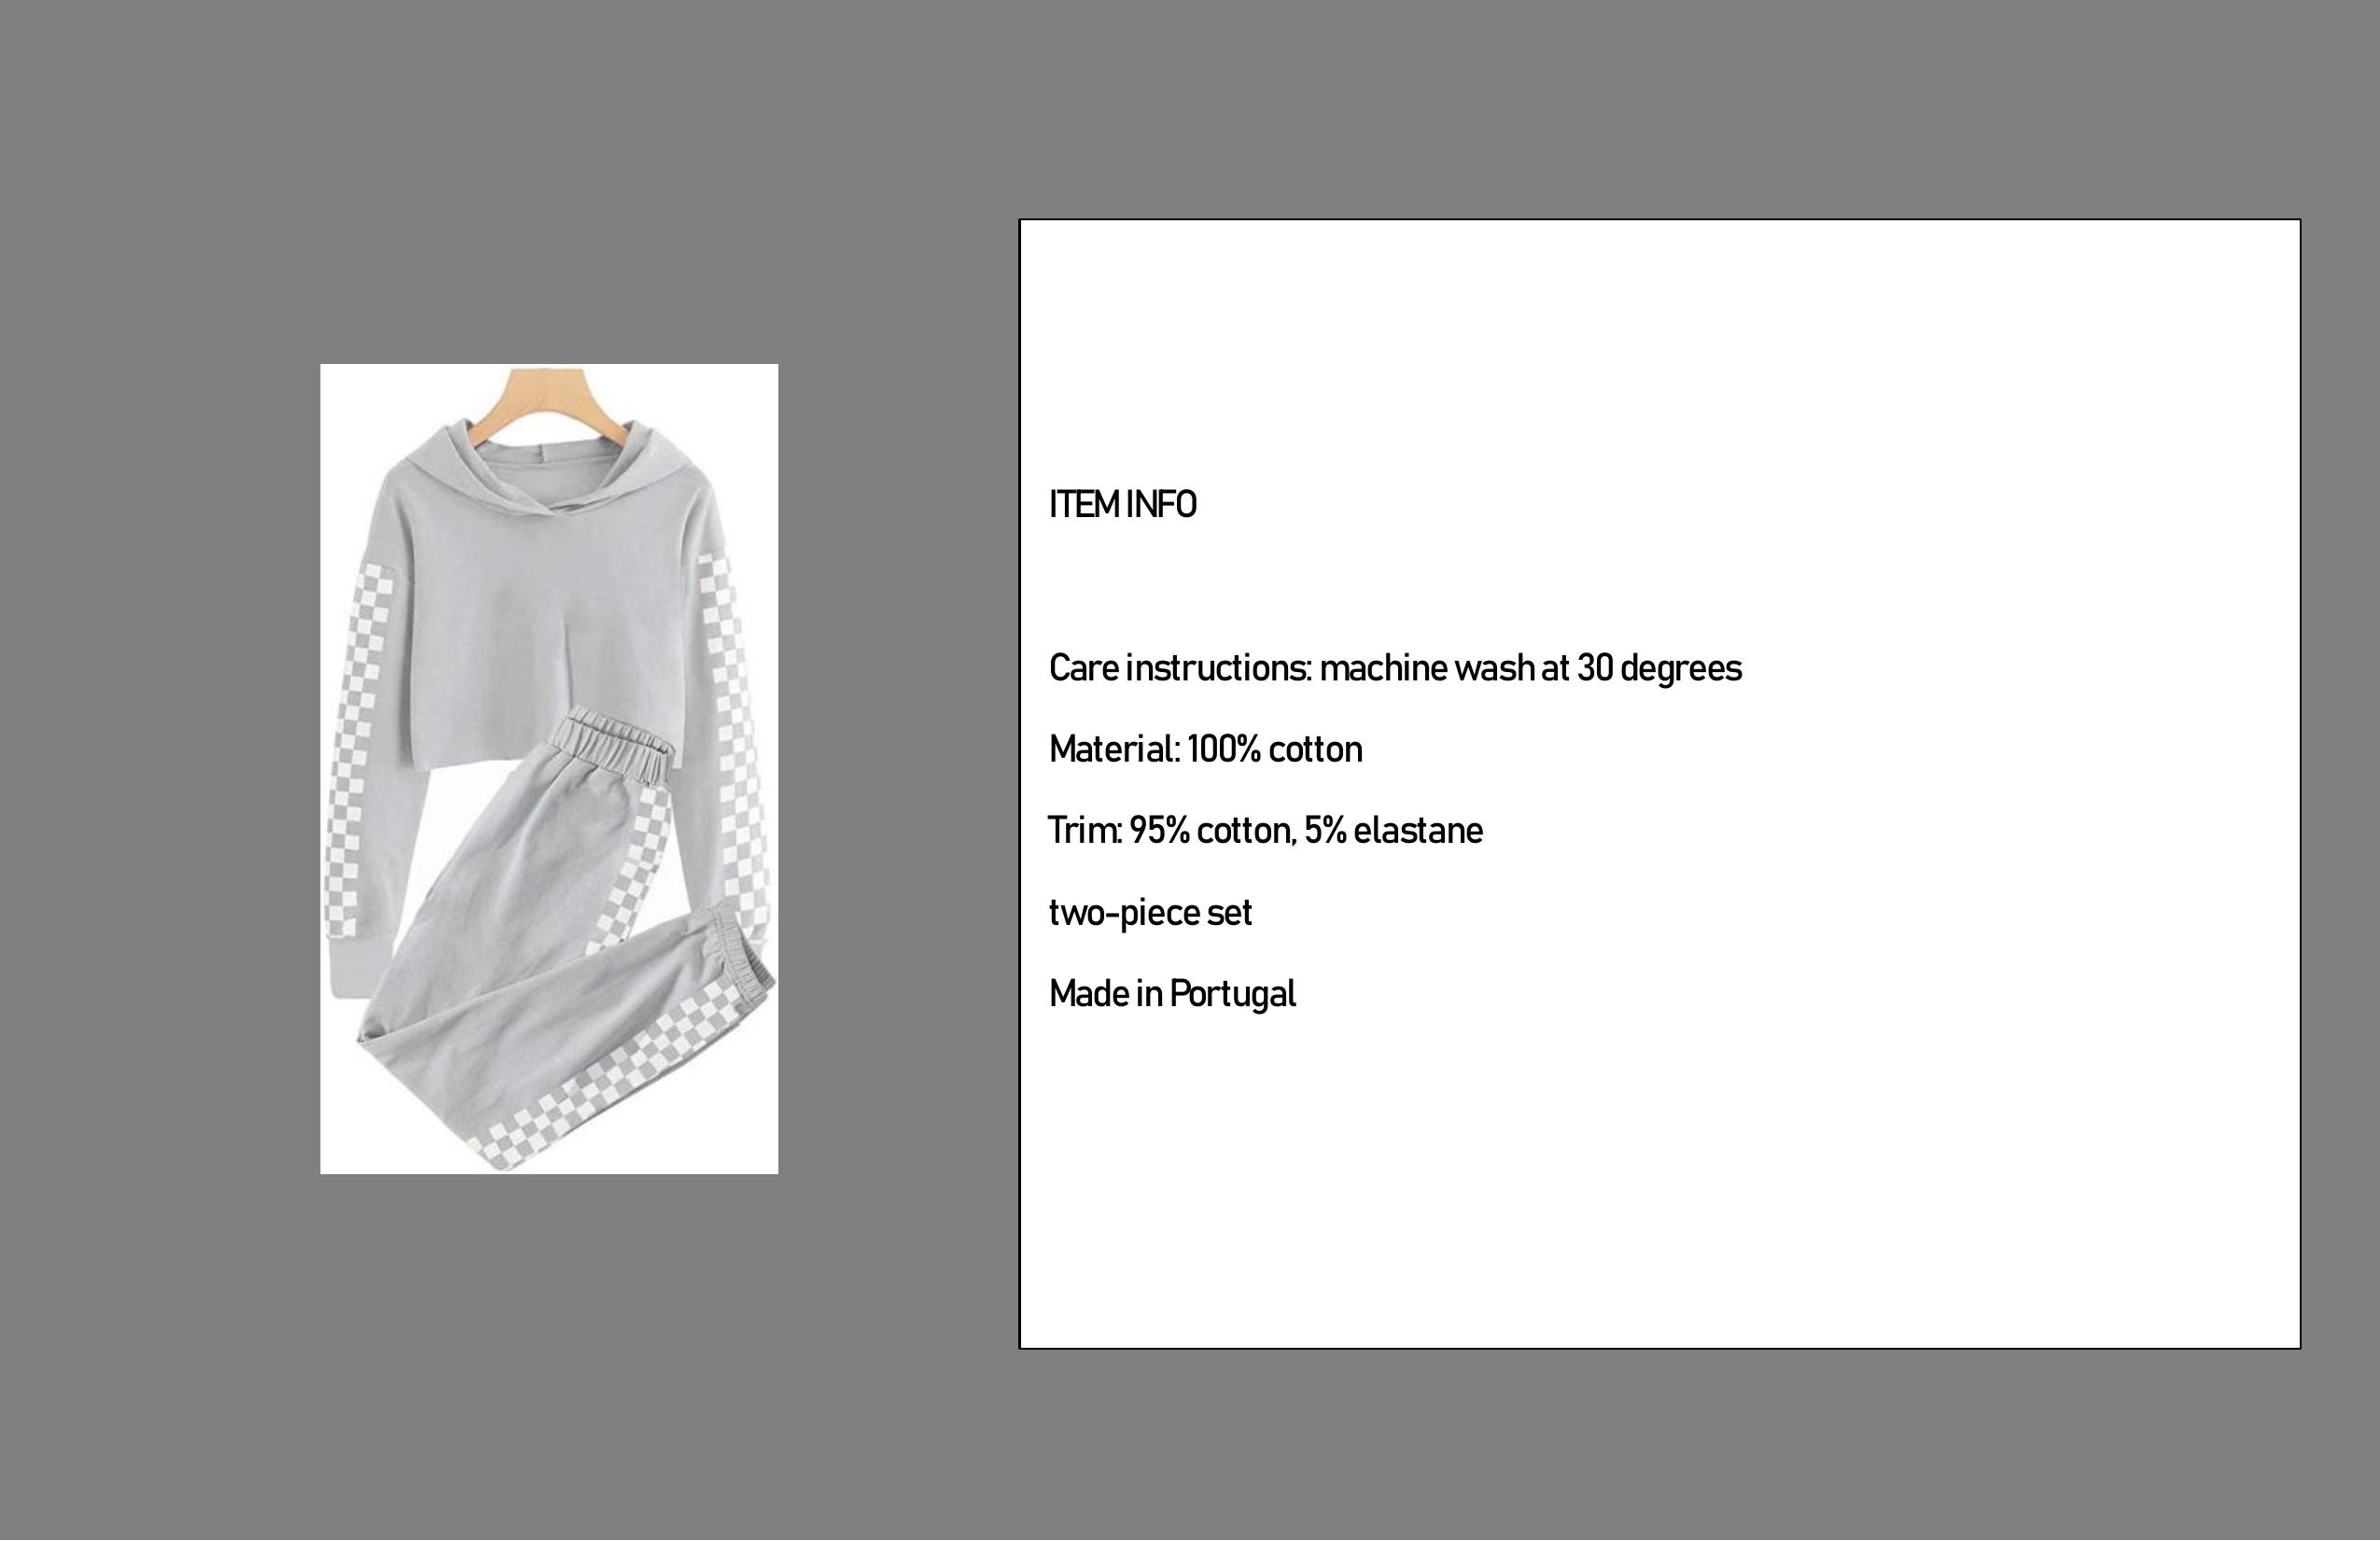 ITEM INFO
Care instructions: machine wash at 30 degrees
Material: 100% cotton
Trim: 95% cotton, 5% elastane
two-piece set
Made in Portugal